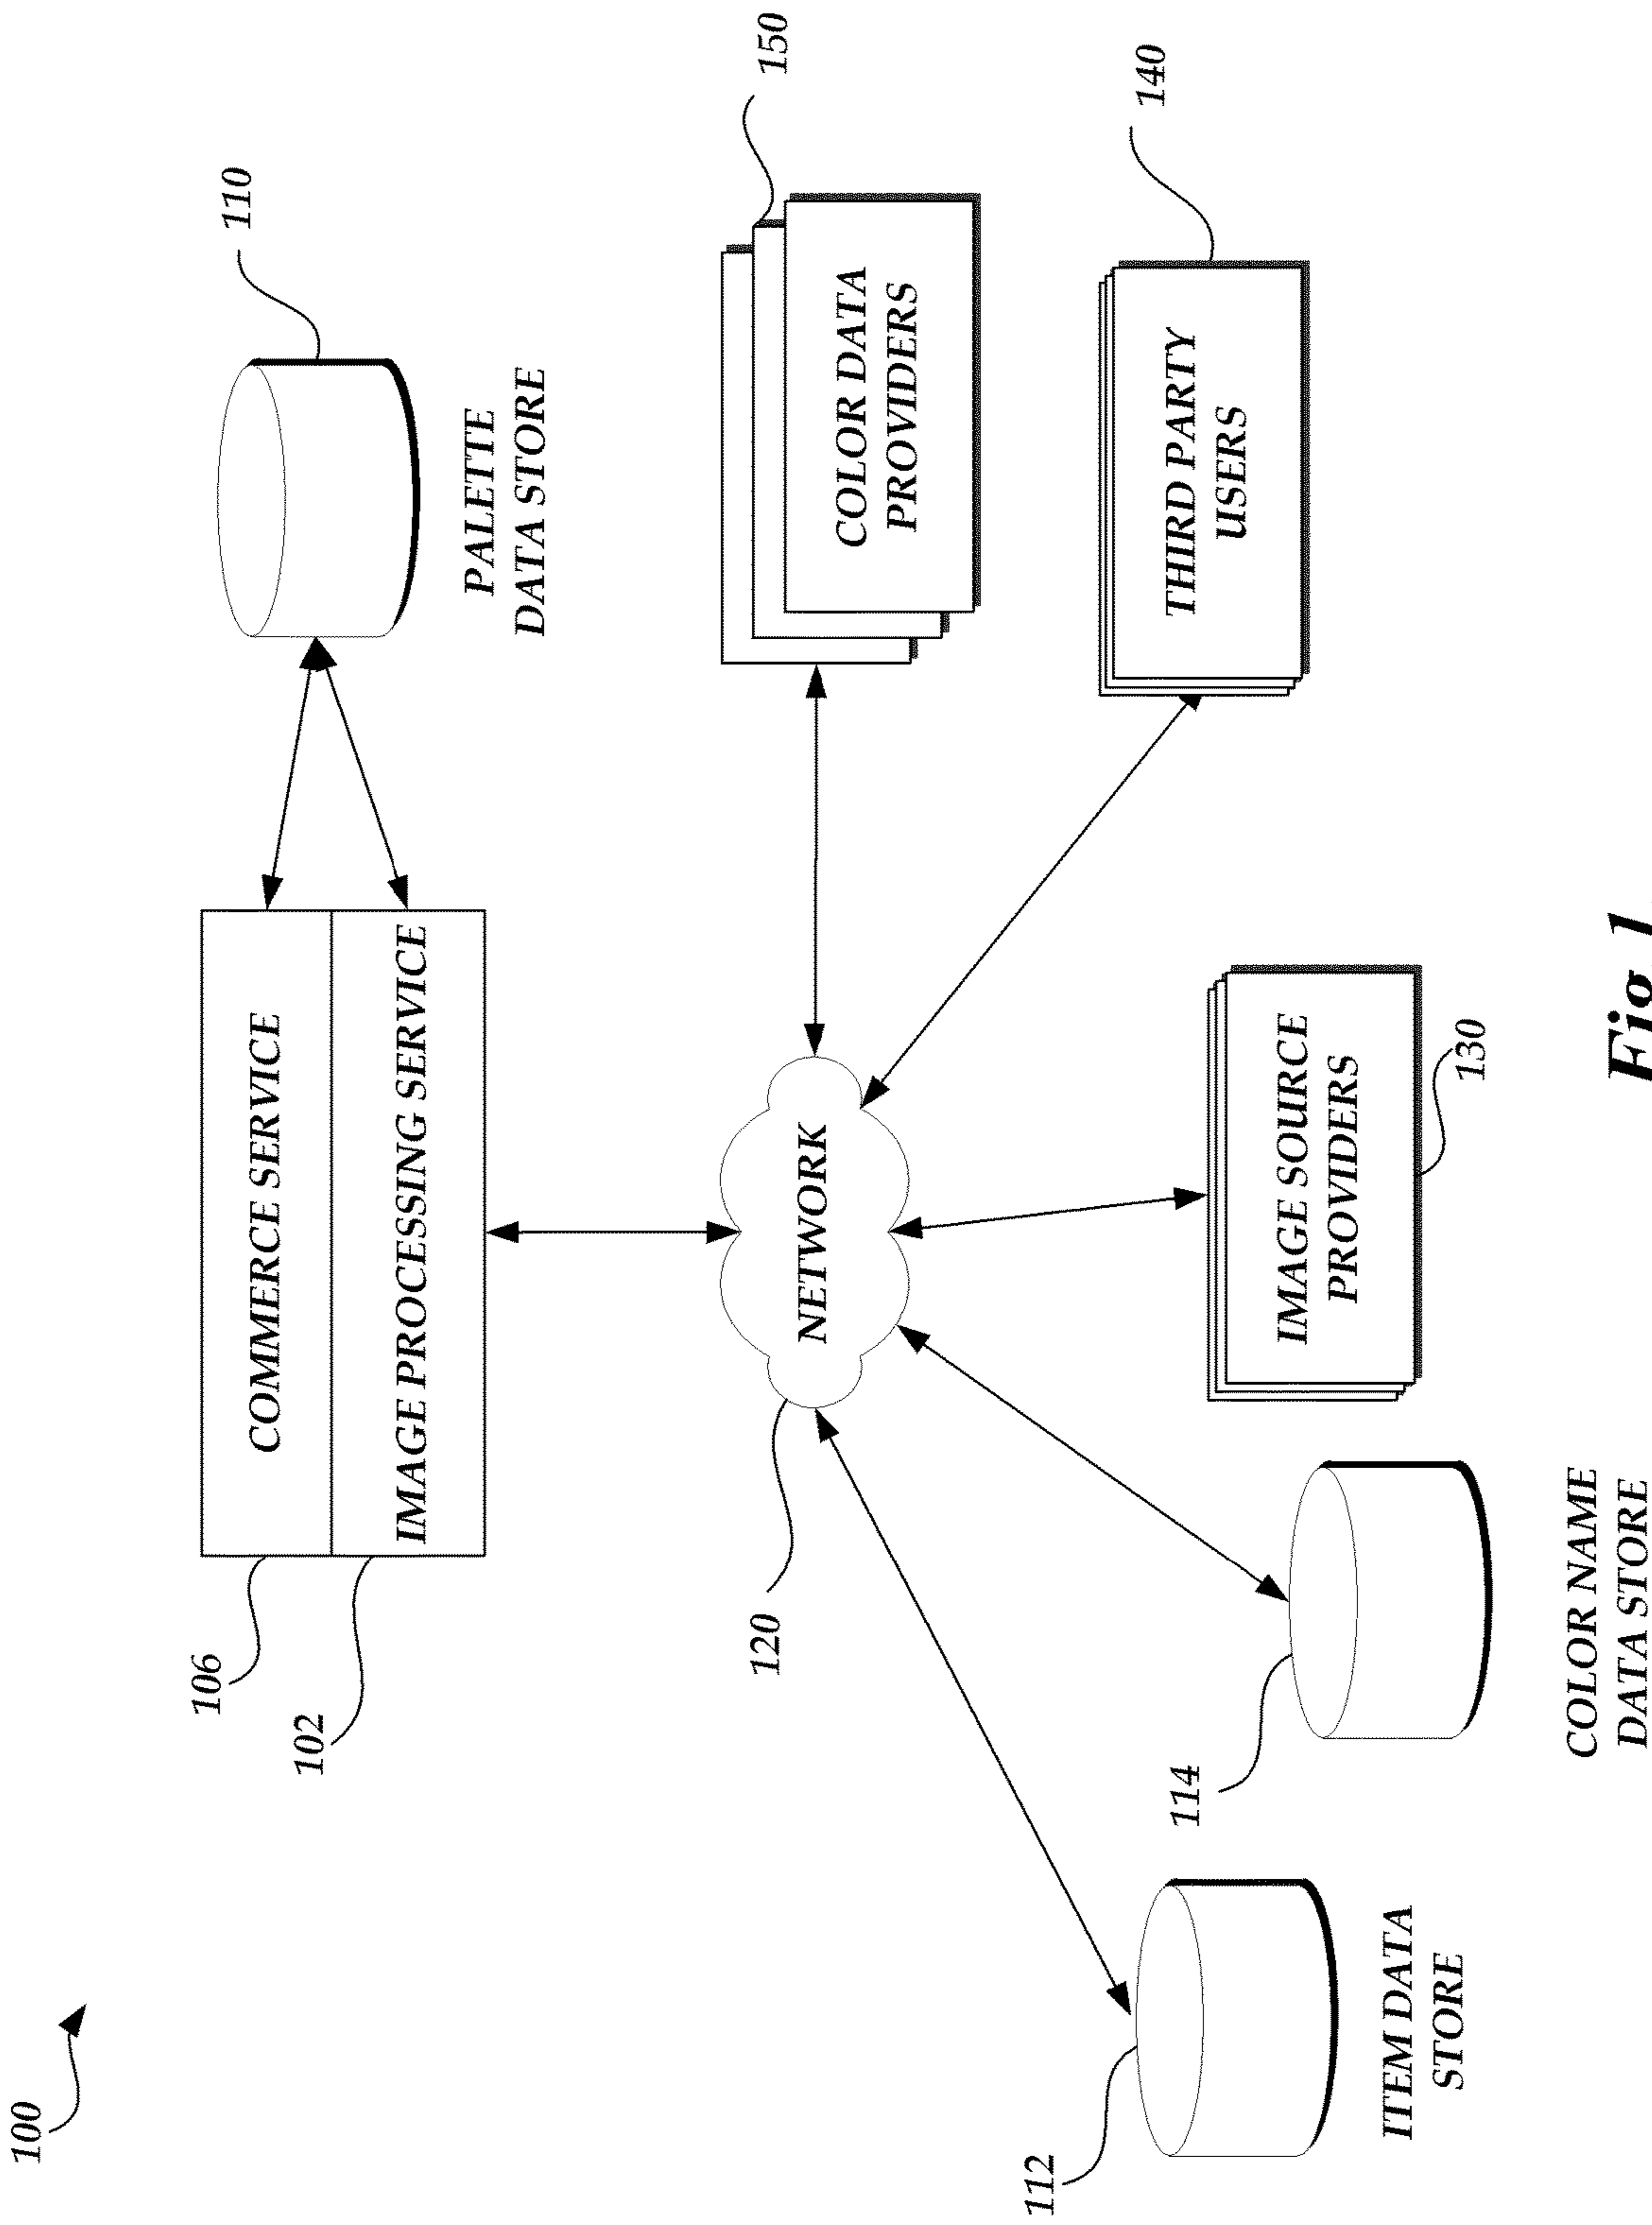 100
106
102
COMMERCE SERVICE
IMAGE PROCESSING SERVICE
110
PALETTE
DATA STORE
120
NETWORK
150
COLOR DATA
PROVIDERS
140
THIRD PARTY
USERS
112
ITEM DATA
STORE
114
COLOR NAME
DATA STORE
IMAGE SOURCE
PROVIDERS
130
Fig.1.